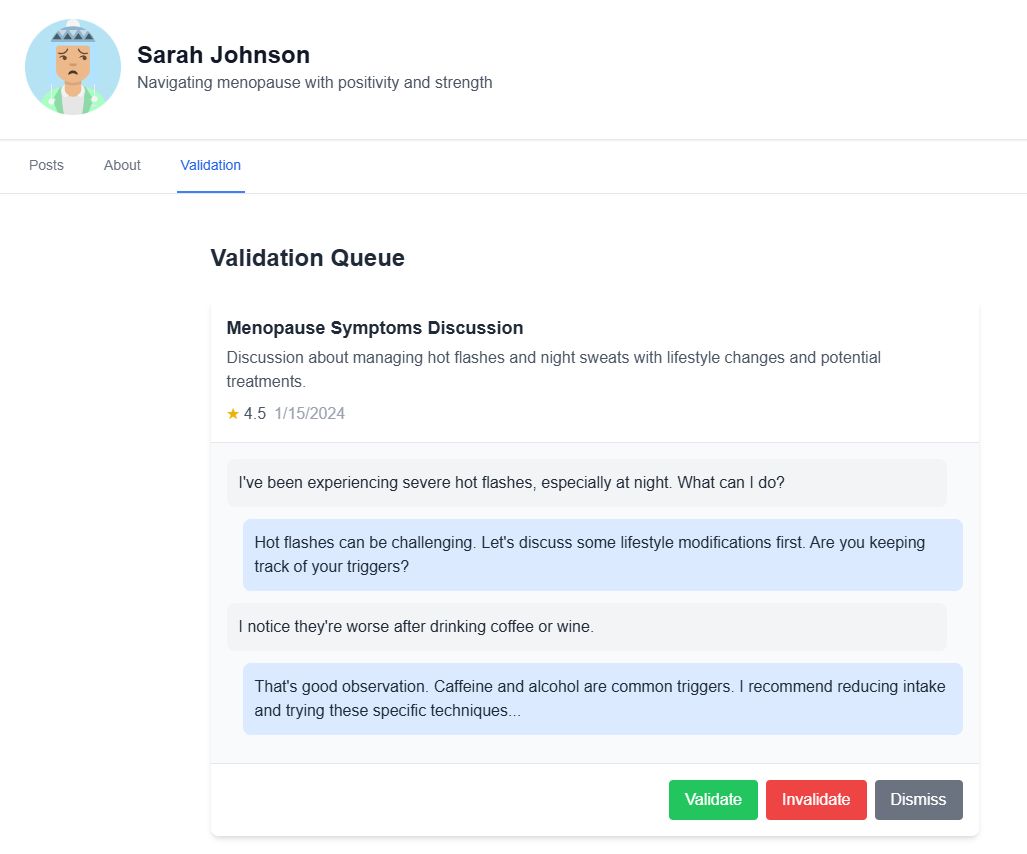 Sarah Johnson
Navigating menopause with positivity and strength
Posts About Validation
Validation Queue
Menopause Symptoms Discussion
Discussion about managing hot flashes and night sweats with lifestyle changes and potential
treatments.
★ 4.5 1/15/2024
I've been experiencing severe hot flashes, especially at night. What can I do?
Hot flashes can be challenging. Let's discuss some lifestyle modifications first. Are you keeping
track of your triggers?
I notice they're worse after drinking coffee or wine.
That's good observation. Caffeine and alcohol are common triggers. I recommend reducing intake
and trying these specific techniques...
Validate Invalidate Dismiss